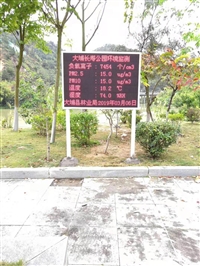 大埔长寿公园环境监测
负氧离子： 7454 个/cm3
PM2.5 ： 15.0 ug/m3
PM10 ： 15.0 ug/m3
温度 ： 18.2 ℃
湿度 ： 74.0 %RH
大埔县林业局2019年03月06日